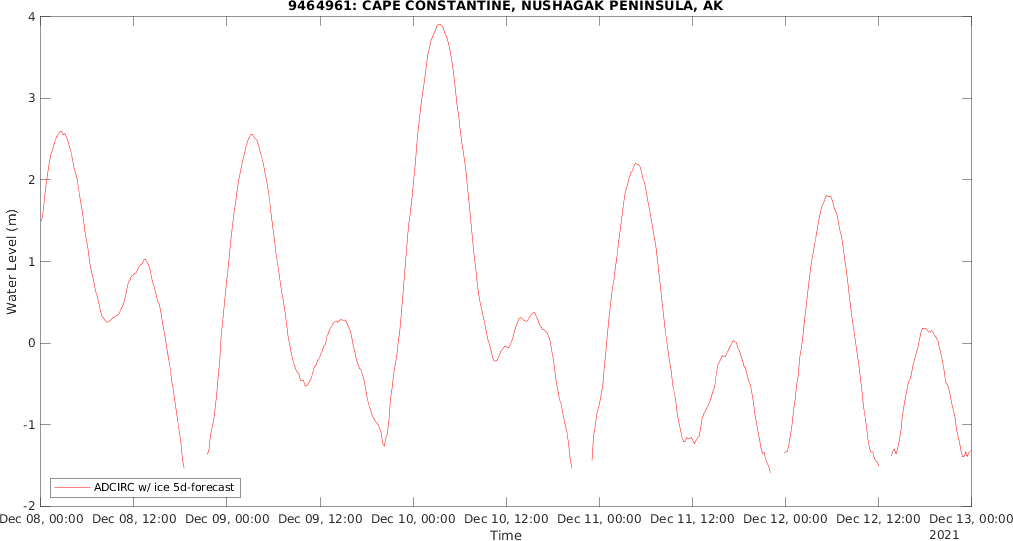 9464961: CAPE CONSTANTINE, NUSHAGAK PENINSULA, AK
4
3
2
1
0
-1
-2
Water Level (m)
ADCIRC w/ ice 5d-forecast
Dec 08, 00:00 Dec 08, 12:00 Dec 09, 00:00 Dec 09, 12:00 Dec 10, 00:00 Dec 10, 12:00 Dec 11, 00:00 Dec 11, 12:00 Dec 12, 00:00 Dec 12, 12:00 Dec 13, 00:00
Time
2021